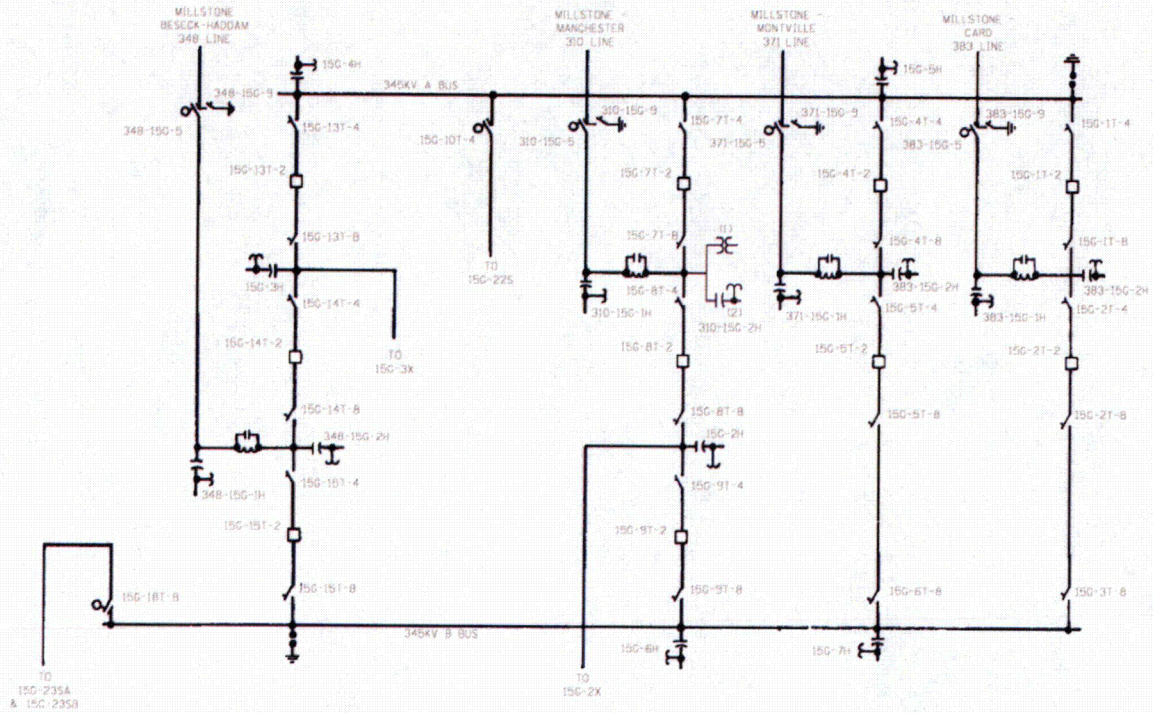 MILLSTONE
BESECK-HADDAM
348 LINE
MILLSTONE -
MANCHESTER
310 LINE
MILLSTONE -
MONTVILLE
371 LINE
MILLSTONE -
CARD
383 LINE
15G-4H
15G-5H
345KV A BUS
348-15G-9
348-15G-5
15G-13T-4
15G-10T-4
310-15G-9
310-15G-5
15G-7T-4
371-15G-9
371-15G-5
15G-4T-4
383-15G-9
383-15G-5
15G-1T-4
15G-13T-2
15G-7T-2
15G-4T-2
15G-1T-2
15G-13T-8
15G-7T-8
(1)
15G-4T-8
15G-1T-8
TO
15G-22S
15G-3H
15G-14T-4
15G-8T-4
310-15G-1H
(2)
310-15G-2H
371-15G-1H
383-15G-2H
15G-5T-4
383-15G-1H
383-15G-2H
15G-2T-4
15G-14T-2
TO
15G-3X
15G-8T-2
15G-5T-2
15G-2T-2
15G-14T-8
15G-8T-8
15G-5T-8
15G-2T-8
348-15G-2H
15G-2H
348-15G-1H
15G-15T-4
15G-9T-4
15G-15T-2
15G-9T-2
15G-18T-8
15G-15T-8
15G-9T-8
15G-6T-8
15G-3T-8
345KV B BUS
15G-6H
15G-7H
TO
15G-23SA
& 15G-23SB
TO
15G-2X